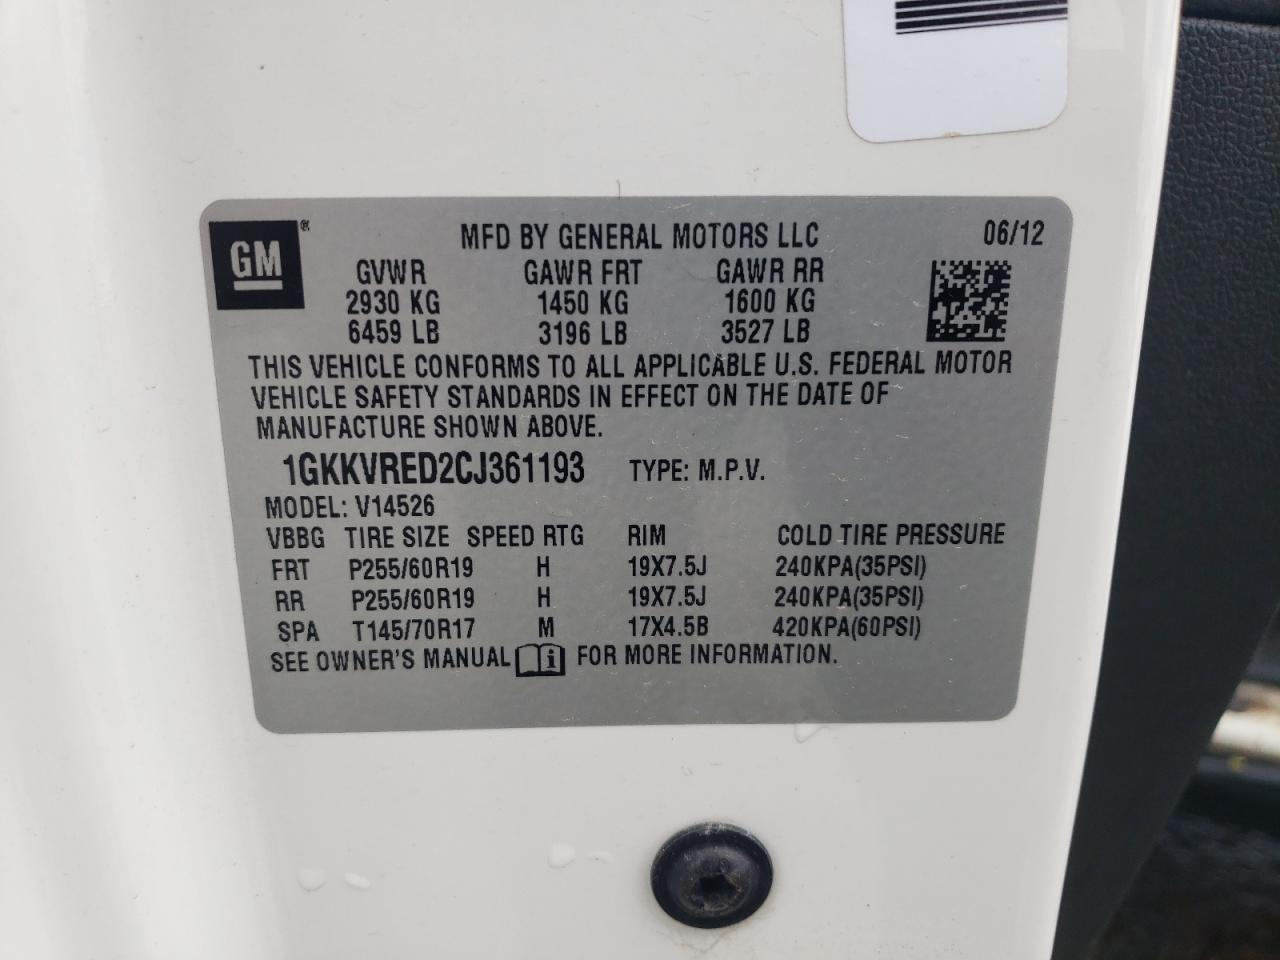 GM®
MFD BY GENERAL MOTORS LLC 06/12
GVWR GAWR FRT GAWR RR
2930 KG 1450 KG 1600 KG
6459 LB 3196 LB 3527 LB
THIS VEHICLE CONFORMS TO ALL APPLICABLE U.S. FEDERAL MOTOR
VEHICLE SAFETY STANDARDS IN EFFECT ON THE DATE OF
MANUFACTURE SHOWN ABOVE.
1GKKVRED2CJ361193 TYPE: M.P.V.
MODEL: V14526
VBBG TIRE SIZE SPEED RTG RIM COLD TIRE PRESSURE
FRT P255/60R19 H 19X7.5J 240KPA(35PSI)
RR P255/60R19 H 19X7.5J 240KPA(35PSI)
SPA T145/70R17 M 17X4.5B 420KPA(60PSI)
SEE OWNER'S MANUAL i FOR MORE INFORMATION.